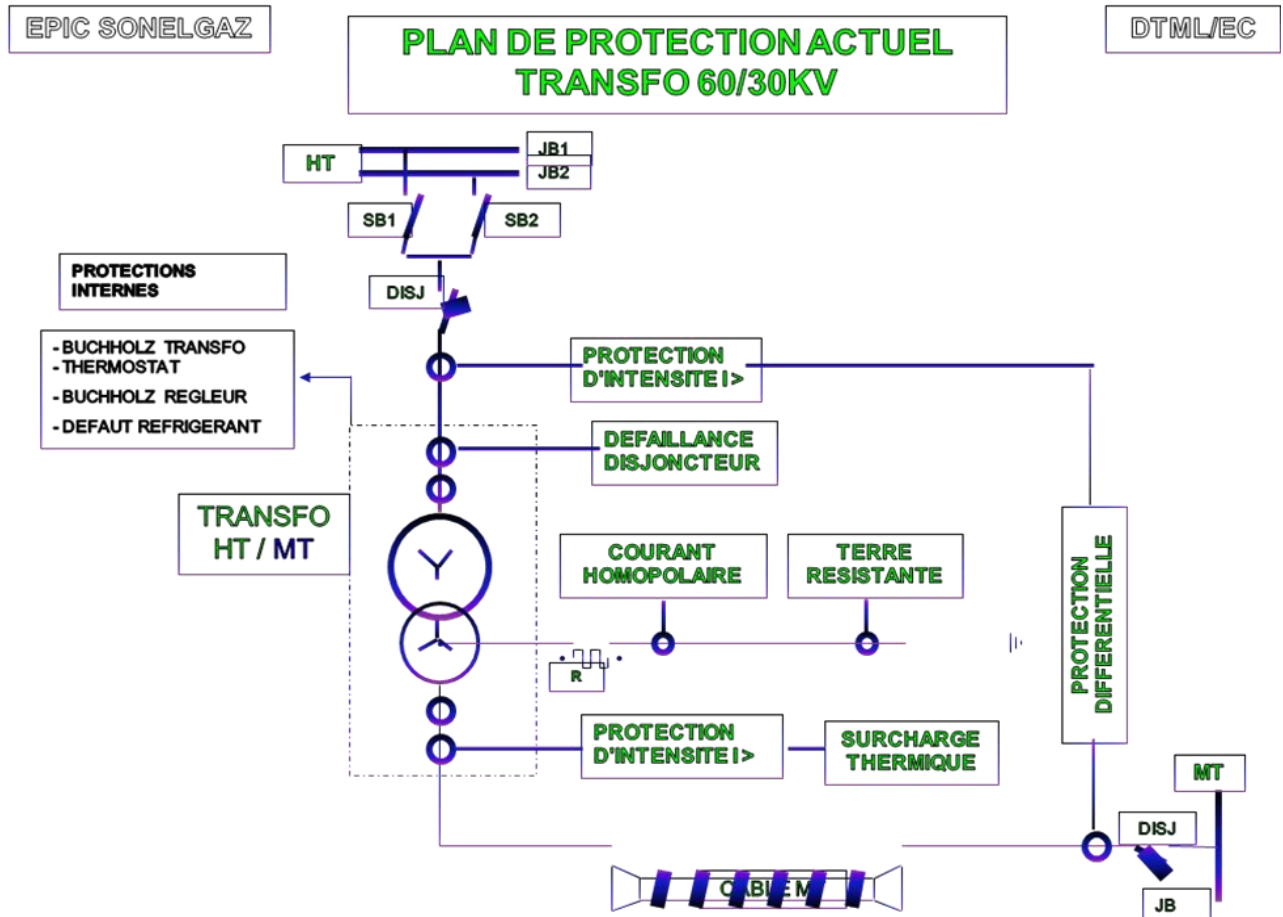 EPIC SONELGAZ
PLAN DE PROTECTION ACTUEL
TRANSFO 60/30KV
DTML/EC
HT
JB1
JB2
SB1
SB2
PROTECTIONS
INTERNES
DISJ
- BUCHHOLZ TRANSFO
- THERMOSTAT
- BUCHHOLZ REGLEUR
- DEFAUT REFRIGERANT
PROTECTION
D'INTENSITE I >
DEFAILLANCE
DISJONCTEUR
TRANSFO
HT / MT
COURANT
HOMOPOLAIRE
TERRE
RESISTANTE
PROTECTION
DIFFERENTIELLE
R
PROTECTION
D'INTENSITE I >
SURCHARGE
THERMIQUE
MT
DISJ
CABLE M
JB